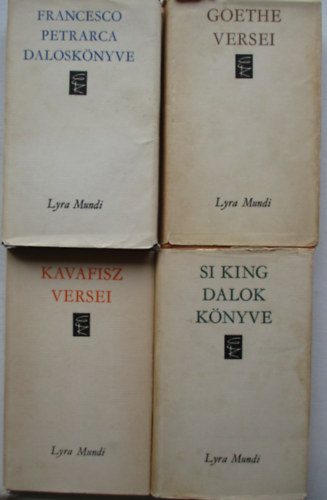 FRANCESCO
PETRARCA
DALOSKÖNYVE
Lyra Mundi
GOETHE
VERSEI
Lyra Mundi
KAVAFISZ
VERSEI
Lyra Mundi
SI KING
DALOK
KÖNYVE
Lyra Mundi